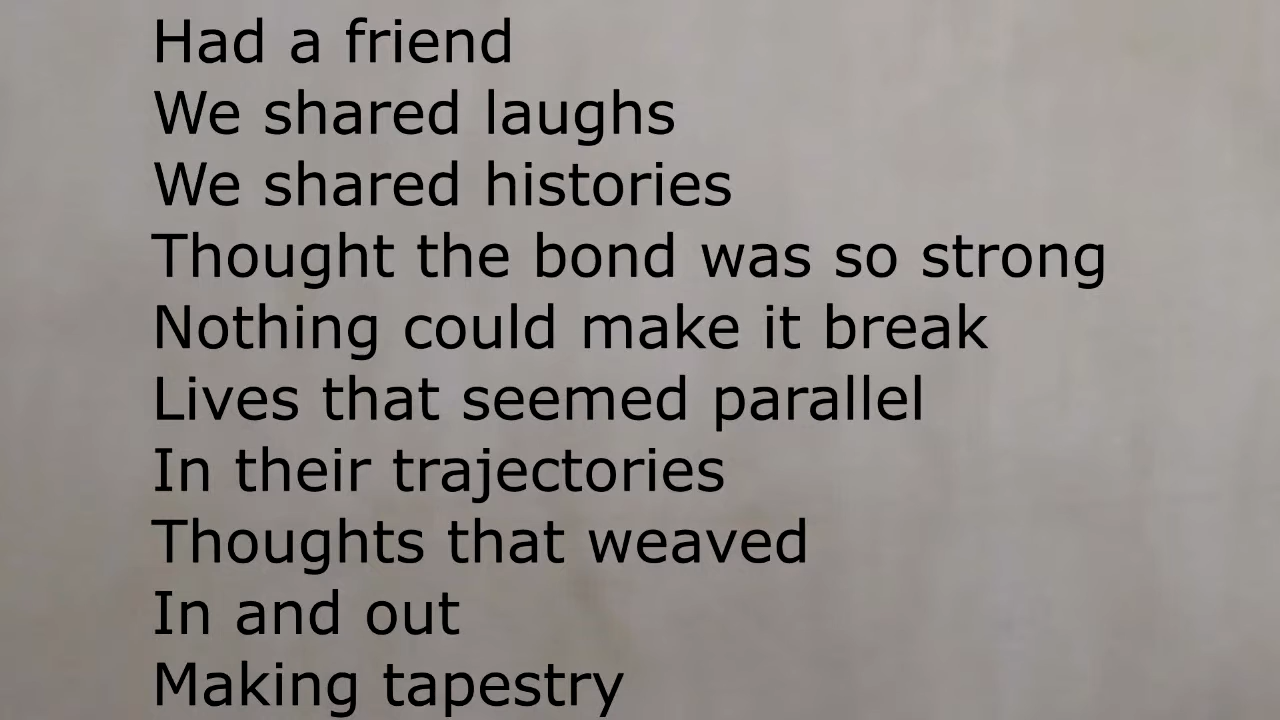 Had a friend
We shared laughs
We shared histories
Thought the bond was so strong
Nothing could make it break
Lives that seemed parallel
In their trajectories
Thoughts that weaved
In and out
Making tapestry